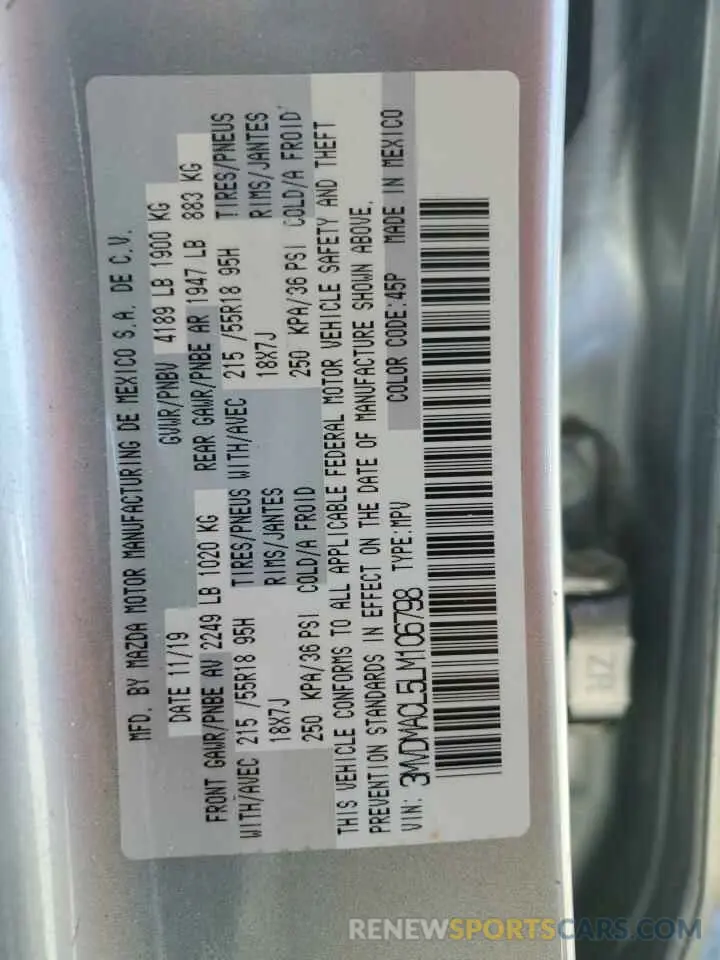 MFD. BY MAZDA MOTOR MANUFACTURING DE MEXICO S.A. DE C.V.
DATE 11/19 GVWR/PNBV 4189 LB 1900 KG
FRONT GAWR/PNBE AV 2249 LB 1020 KG REAR GAWR/PNBE AR 1947 LB 883 KG
WITH/AVEC 215 /55R18 95H TIRES/PNEUS WITH/AVEC 215 /55R18 95H TIRES/PNEUS
18X7J RIMS/JANTES 18X7J RIMS/JANTES
250 KPA/36 PSI COLD/A FROID 250 KPA/36 PSI COLD/A FROID
THIS VEHICLE CONFORMS TO ALL APPLICABLE FEDERAL MOTOR VEHICLE SAFETY AND THEFT
PREVENTION STANDARDS IN EFFECT ON THE DATE OF MANUFACTURE SHOWN ABOVE.
VIN: 3MVDMACL5LM106798 TYPE:MPV COLOR CODE:45P MADE IN MEXICO
RENEWSPORTSCARS.COM